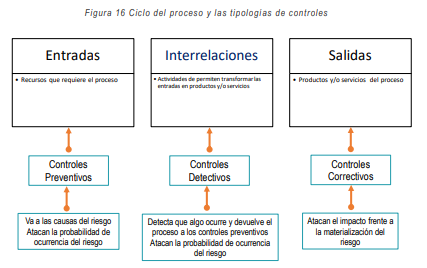 Figura 16 Ciclo del proceso y las tipologías de controles
Entradas
• Recursos que requiere el proceso
Interrelaciones
• Actividades de permiten transformar las
entradas en productos y/o servicios
Salidas
• Productos y/o servicios del proceso
Controles
Preventivos
Controles
Detectivos
Controles
Correctivos
Va a las causas del riesgo
Atacan la probabilidad de
ocurrencia del riesgo
Detecta que algo ocurre y devuelve el
proceso a los controles preventivos
Atacan la probabilidad de ocurrencia
del riesgo
Atacan el impacto frente a
la materialización del
riesgo